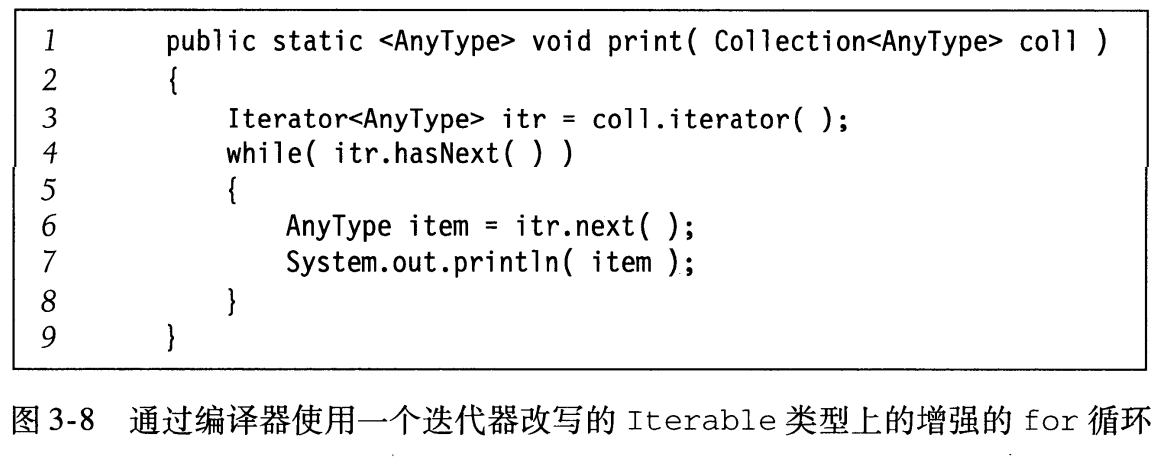 1 public static <AnyType> void print( Collection<AnyType> coll )
2 {
3 Iterator<AnyType> itr = coll.iterator( );
4 while( itr.hasNext( ) )
5 {
6 AnyType item = itr.next( );
7 System.out.println( item );
8 }
9 }
图 3-8 通过编译器使用一个迭代器改写的 Iterable 类型上的增强的 for 循环